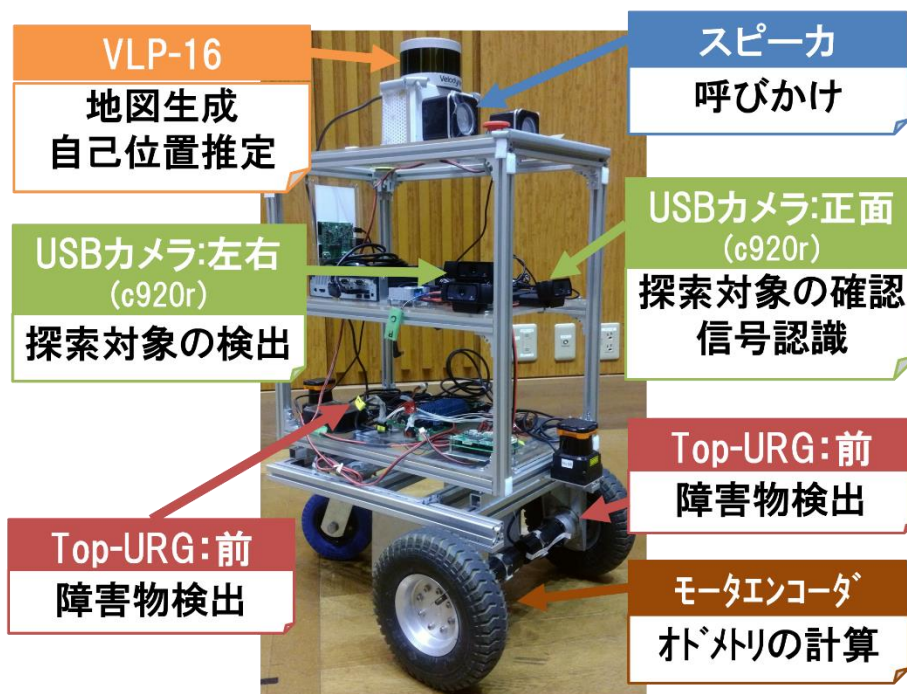 VLP-16
地図生成
自己位置推定
スピーカ
呼びかけ
Velodyne
USBカメラ:左右
(c920r)
探索対象の検出
USBカメラ:正面
(c920r)
探索対象の確認
信号認識
Top-URG:前
障害物検出
Top-URG:前
障害物検出
モータエンコーダ
オドメトリの計算